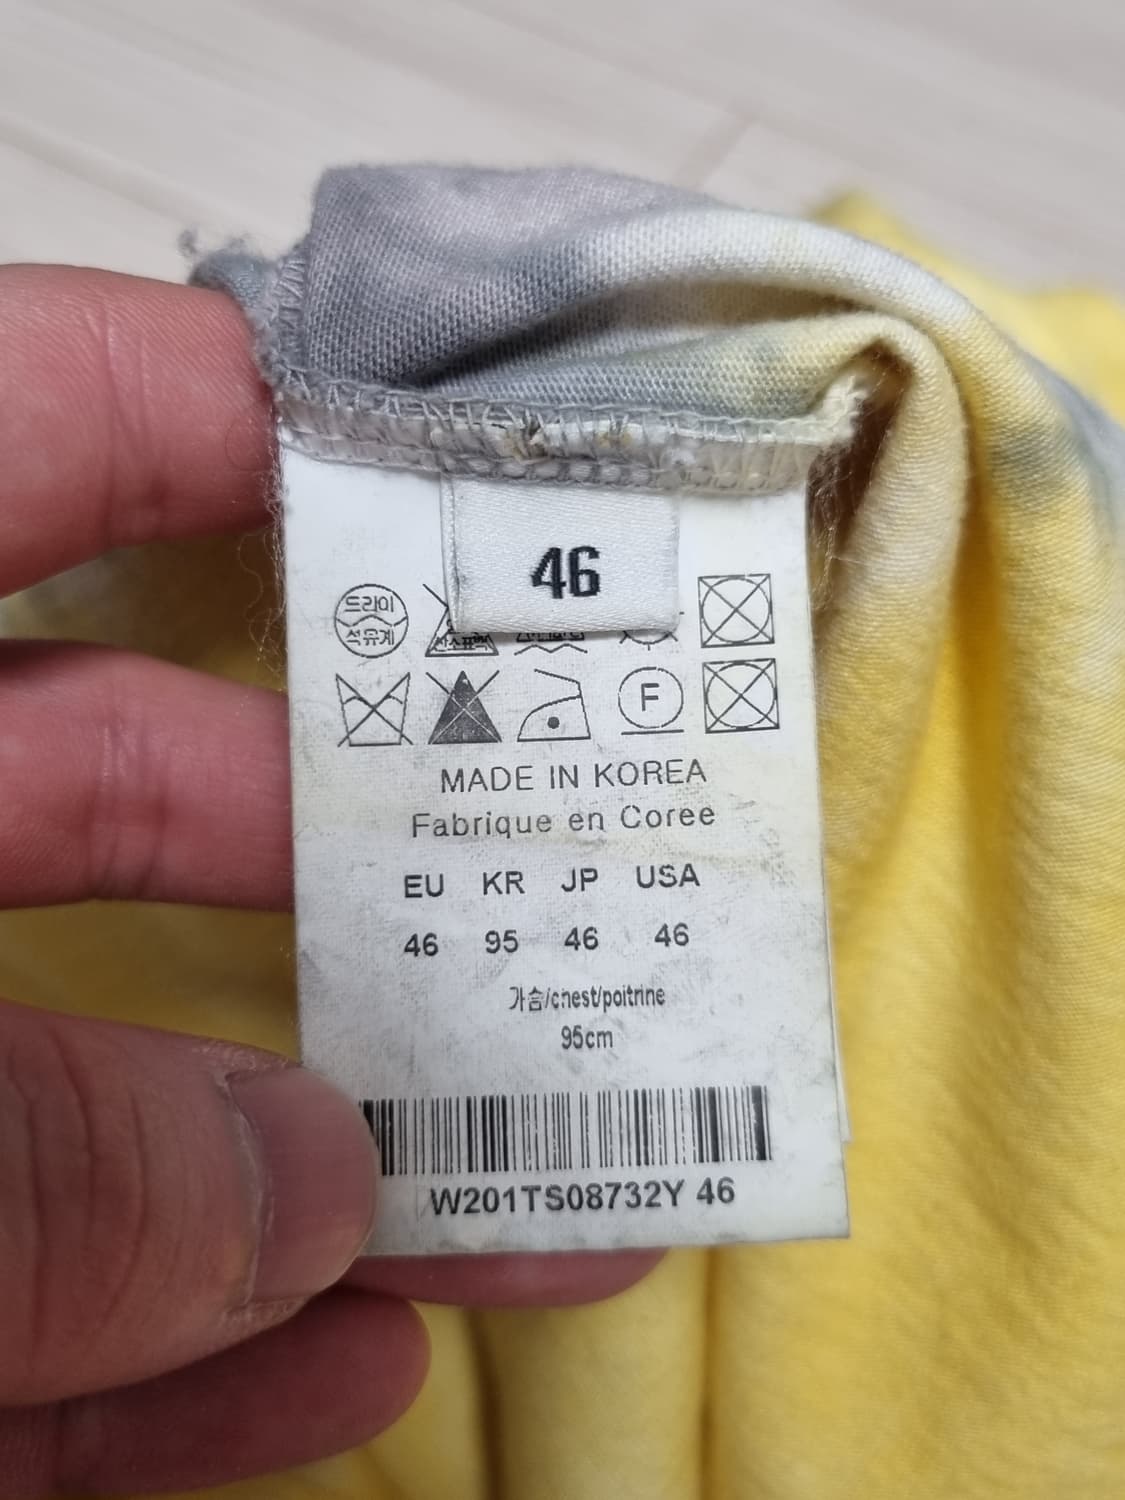 46
드라이
석유계
산소표백
F
MADE IN KOREA
Fabrique en Coree
EU KR JP USA
46 95 46 46
가슴/chest/poitrine
95cm
W201TS08732Y 46